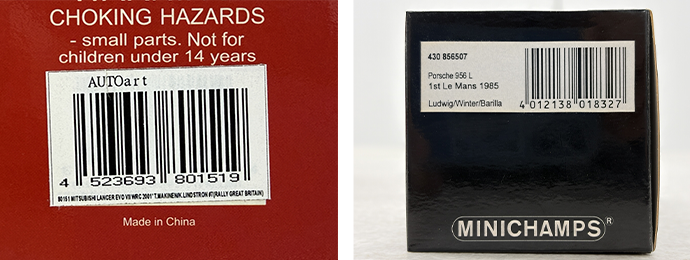 CHOKING HAZARDS
- small parts. Not for
children under 14 years
AUTOart
4 523693 801519
80151 MITSUBISHI LANCER EVO VII WRC 2001' T.MAKINEN/K.LINDSTRON #7(RALLY GREAT BRITAIN)
Made in China
430 856507
Porsche 956 L
1st Le Mans 1985
Ludwig/Winter/Barilla
4 012138 018327
MINICHAMPS®